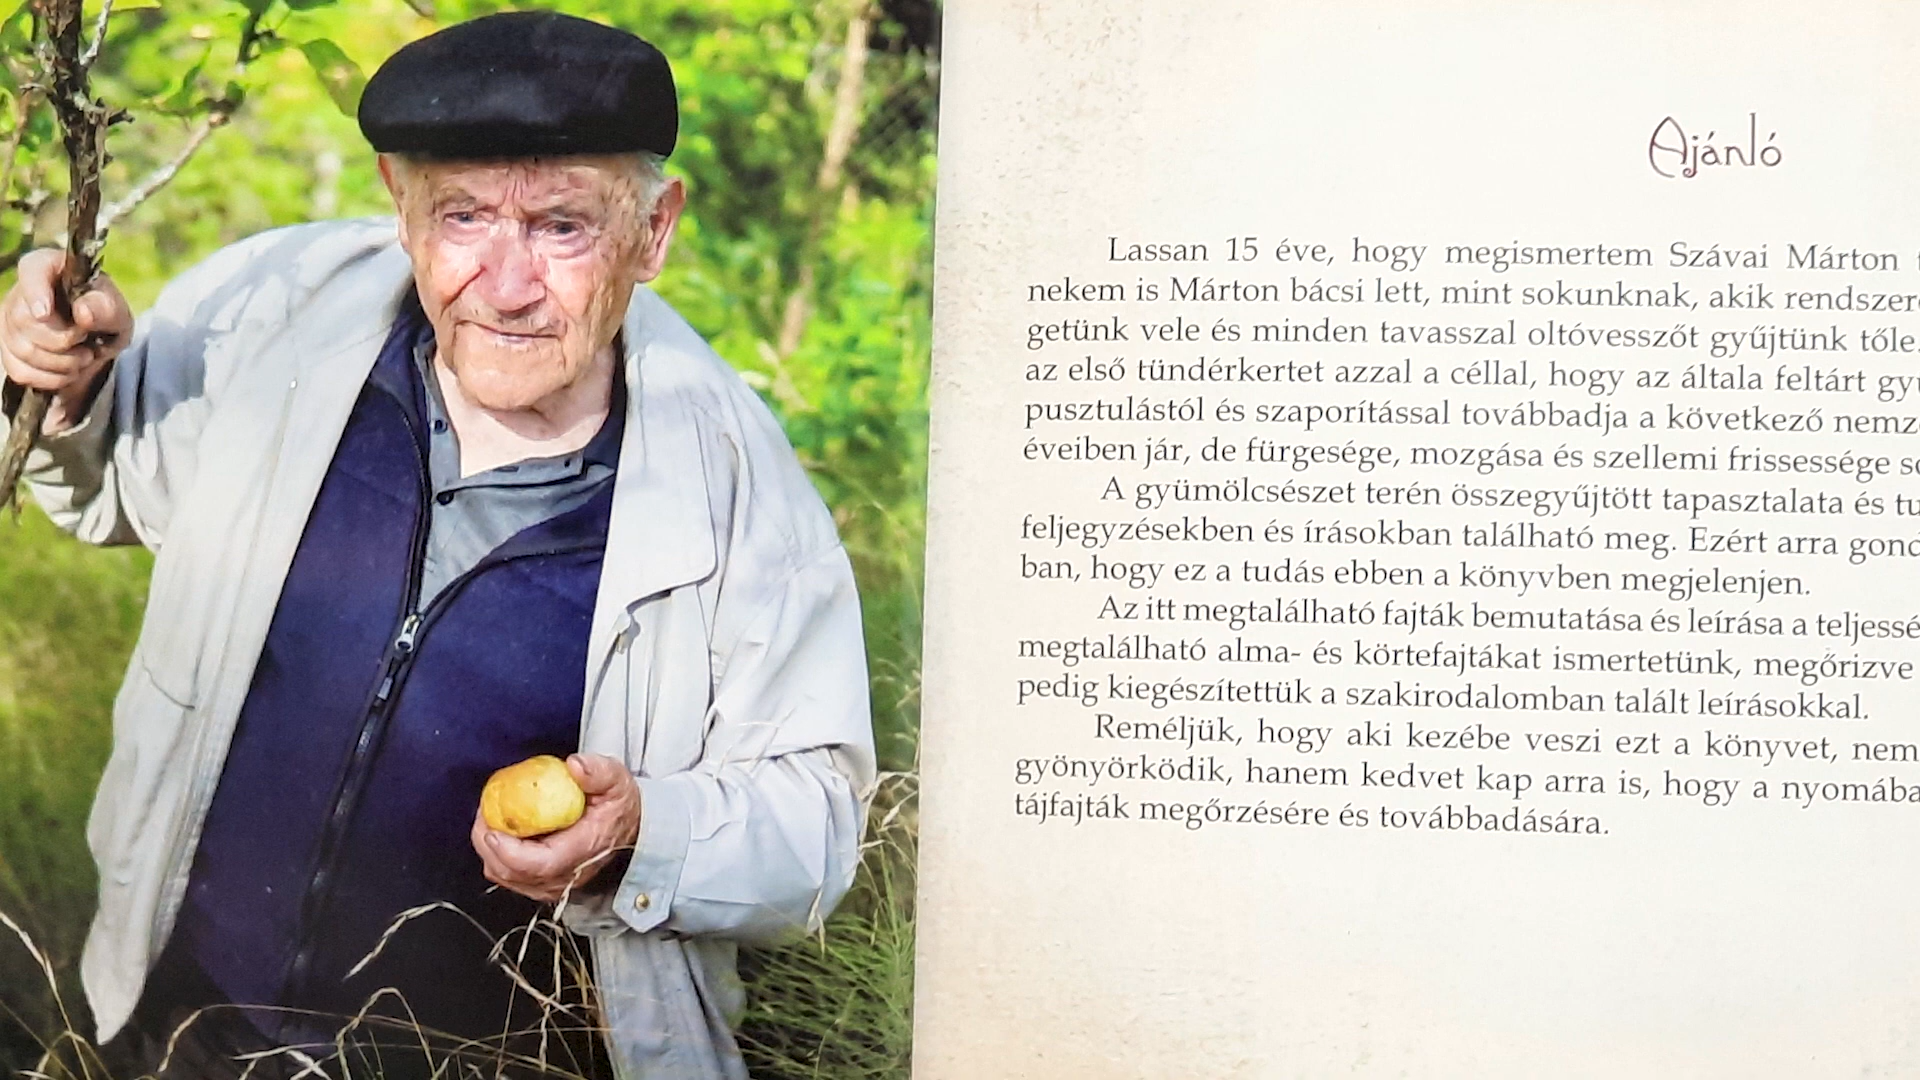 Ajánló
Lassan 15 éve, hogy megismertem Szávai Márton
nekem is Márton bácsi lett, mint sokunknak, akik
getünk vele és minden tavasszal oltóvesszőt gyűjtünk tőle.
az első tündérkertet azzal a céllal, hogy az általa feltárt
pusztulástól és szaporítással továbbadja a következő
éveiben jár, de fürgesége, mozgása és szellemi frissessége
A gyümölcsészet terén összegyűjtött tapasztalata és
feljegyzésekben és írásokban található meg. Ezért arra
ban, hogy ez a tudás ebben a könyvben megjelenjen.
Az itt megtalálható fajták bemutatása és leírása a
megtalálható alma- és körtefajtákat ismertetünk, megőrizve
pedig kiegészítettük a szakirodalomban talált leírásokkal.
Reméljük, hogy aki kezébe veszi ezt a könyvet, nem
gyönyörködik, hanem kedvet kap arra is, hogy a
tájfajták megőrzésére és továbbadására.